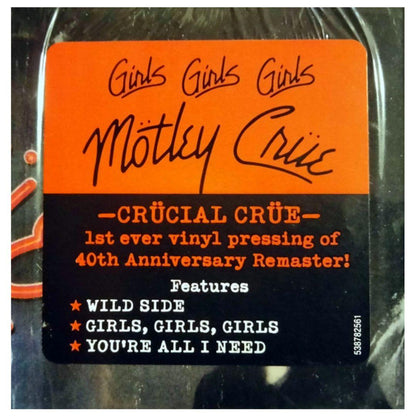 Girls Girls Girls
Mötley Crüe
—CRÜCIAL CRÜE—
1st ever vinyl pressing of
40th Anniversary Remaster!
Features
★ WILD SIDE
★ GIRLS, GIRLS, GIRLS
★ YOU'RE ALL I NEED
538782561